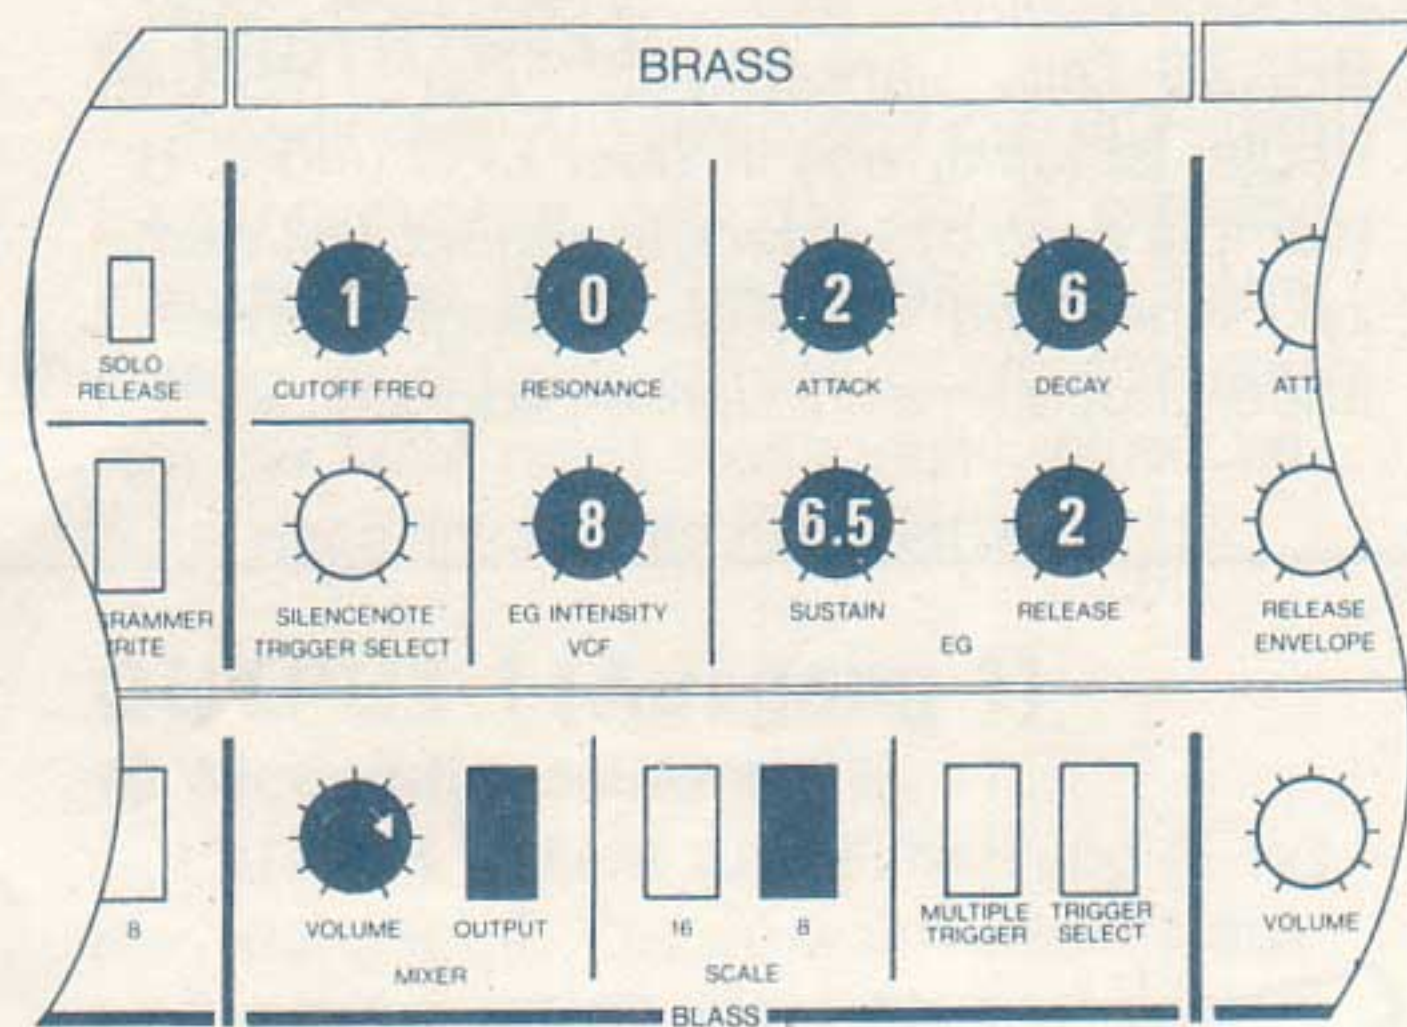 BRASS
1
0
2
6
SOLO
RELEASE
CUTOFF FREQ
RESONANCE
ATTACK
DECAY
8
6.5
2
SILENCENOTE
TRIGGER SELECT
EG INTENSITY
VCF
SUSTAIN
RELEASE
EG
RELEASE
ENVELOPE
8
VOLUME
OUTPUT
MIXER
16
8
SCALE
MULTIPLE
TRIGGER
TRIGGER
SELECT
VOLUME
BLASS